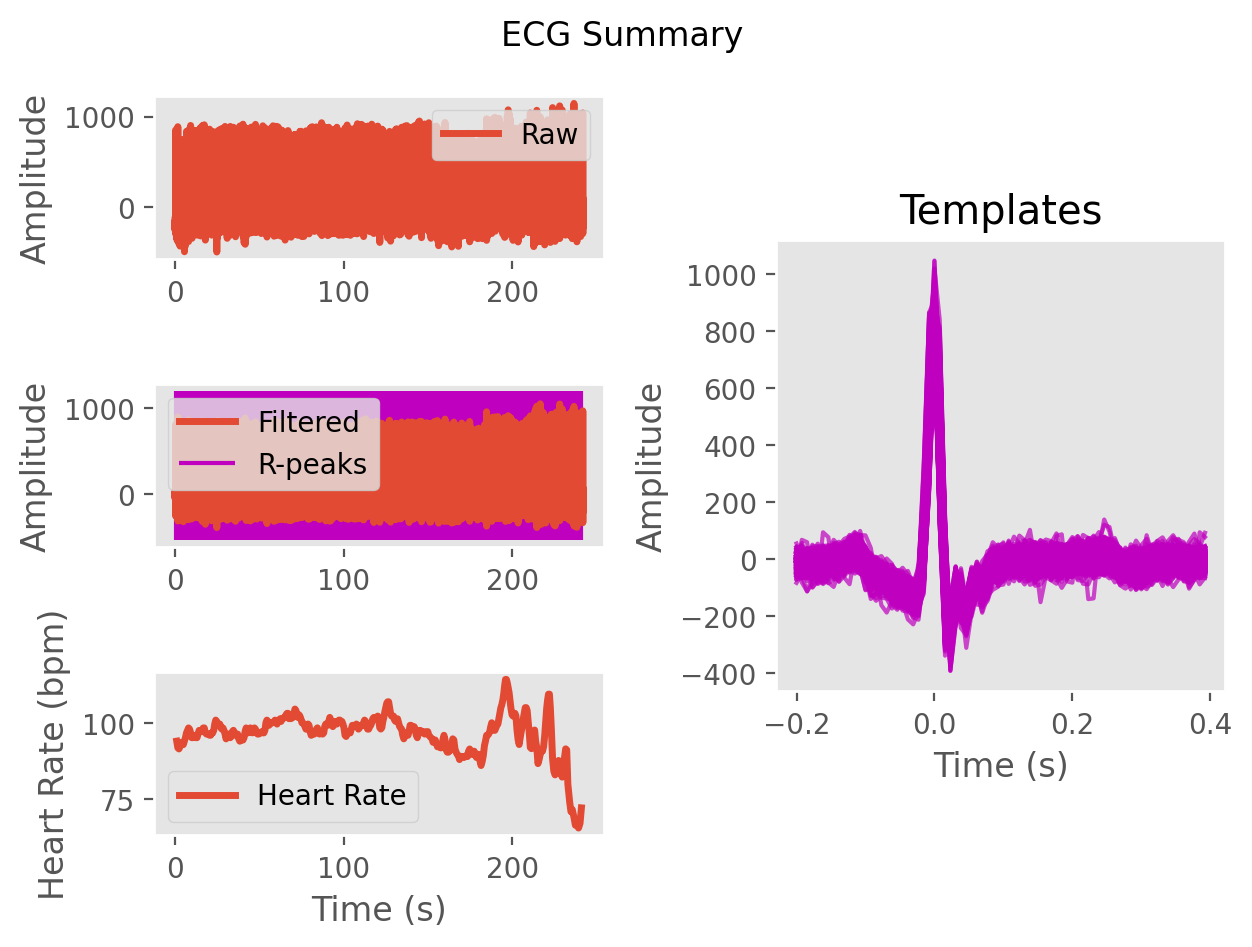 ECG Summary
Amplitude
1000
0
Raw
0
100
200
Amplitude
1000
0
Filtered
R-peaks
0
100
200
Heart Rate (bpm)
100
75
Heart Rate
0
100
200
Time (s)
Templates
Amplitude
1000
800
600
400
200
0
−200
−400
−0.2
0.0
0.2
0.4
Time (s)